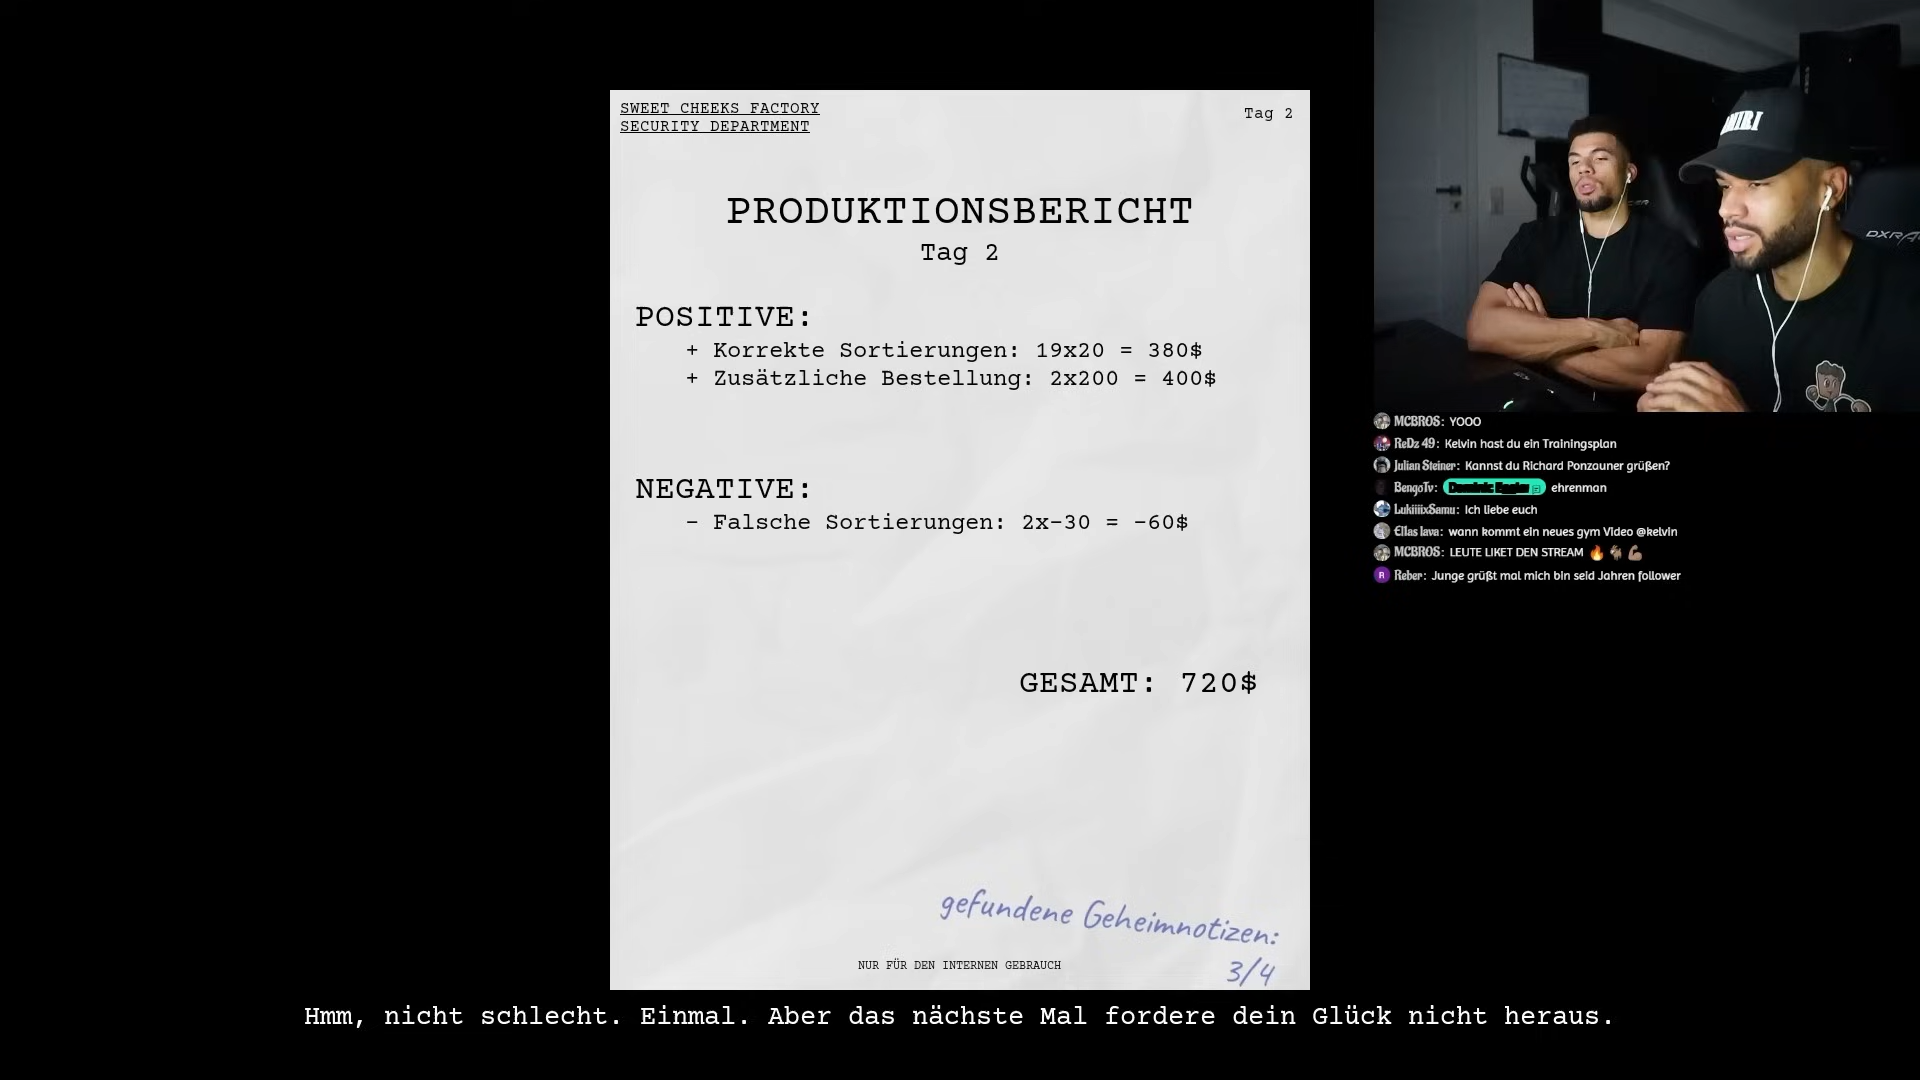 SWEET CHEEKS FACTORY
SECURITY DEPARTMENT
Tag 2
PRODUKTIONSBERICHT
Tag 2
POSITIVE:
+ Korrekte Sortierungen: 19x20 = 380$
+ Zusätzliche Bestellung: 2x200 = 400$
NEGATIVE:
- Falsche Sortierungen: 2x-30 = -60$
GESAMT: 720$
gefundene Geheimnotizen:
3/4
NUR FÜR DEN INTERNEN GEBRAUCH
Hmm, nicht schlecht. Einmal. Aber das nächste Mal fordere dein Glück nicht heraus.
MCBROS: YOOO
ReDz 49: Kelvin hast du ein Trainingsplan
Julian Steiner: Kannst du Richard Ponzauner grüßen?
BengoTv: ehrenman
LukiiiixSamu: Ich liebe euch
Elias lava: wann kommt ein neues gym Video @kelvin
MCBROS: LEUTE LIKET DEN STREAM 🔥 🐐 💪🏽
R Reber: Junge grüßt mal mich bin seid Jahren follower